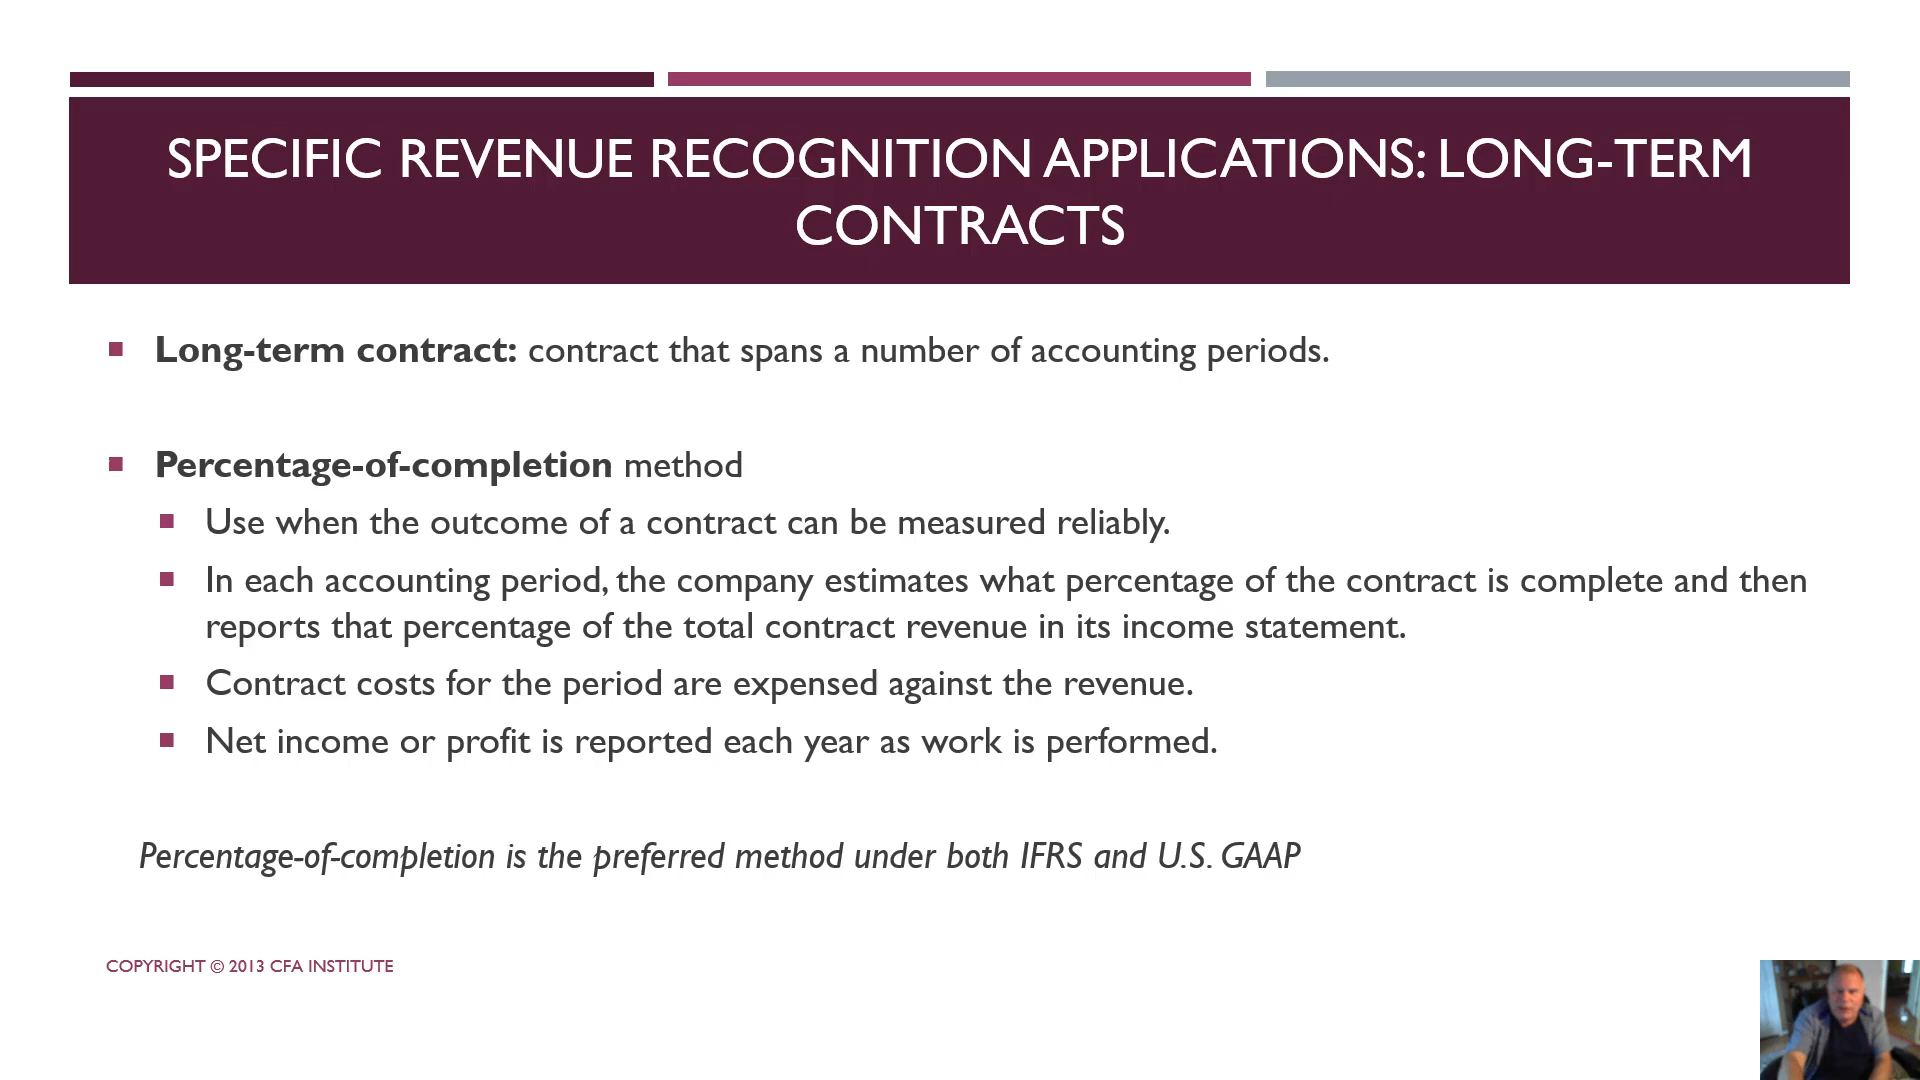 SPECIFIC REVENUE RECOGNITION APPLICATIONS: LONG-TERM
CONTRACTS
Long-term contract: contract that spans a number of accounting periods.
Percentage-of-completion method
Use when the outcome of a contract can be measured reliably.
In each accounting period, the company estimates what percentage of the contract is complete and then
reports that percentage of the total contract revenue in its income statement.
Contract costs for the period are expensed against the revenue.
Net income or profit is reported each year as work is performed.
Percentage-of-completion is the preferred method under both IFRS and U.S. GAAP
COPYRIGHT © 2013 CFA INSTITUTE